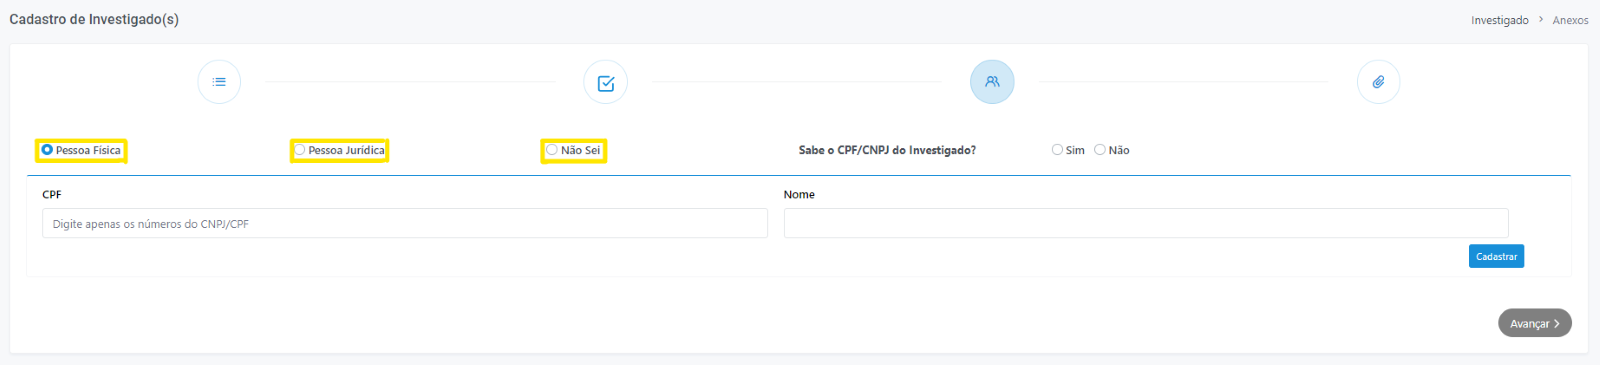 Cadastro de Investigado(s)
Investigado > Anexos
Pessoa Fisica Pessoa Jurídica Não Sei Sabe o CPF/CNPJ do Investigado? Sim Não
CPF Nome
Digite apenas os números do CNPJ/CPF
Cadastrar
Avançar >